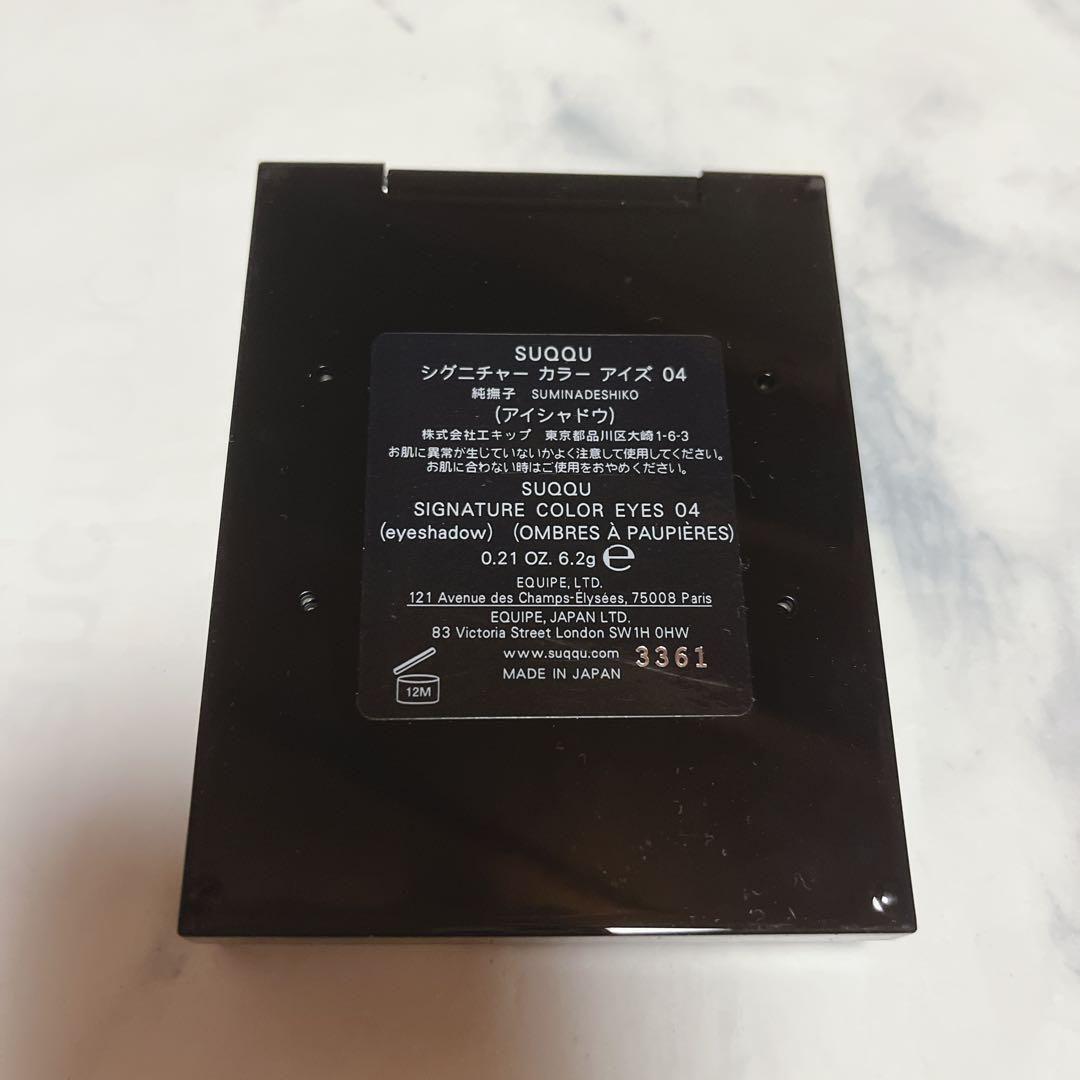 SUQQU
シグニチャー カラー アイズ 04
純撫子 SUMINADESHIKO
(アイシャドウ)
株式会社エキップ 東京都品川区大崎1-6-3
お肌に異常が生じていないかよく注意して使用してください。
お肌に合わない時はご使用をおやめください。
SUQQU
SIGNATURE COLOR EYES 04
(eyeshadow) (OMBRES À PAUPIÈRES)
0.21 OZ. 6.2g ℮
EQUIPE, LTD.
121 Avenue des Champs-Élysées, 75008 Paris
EQUIPE, JAPAN LTD.
83 Victoria Street London SW1H 0HW
www.suqqu.com 3361
MADE IN JAPAN
12M